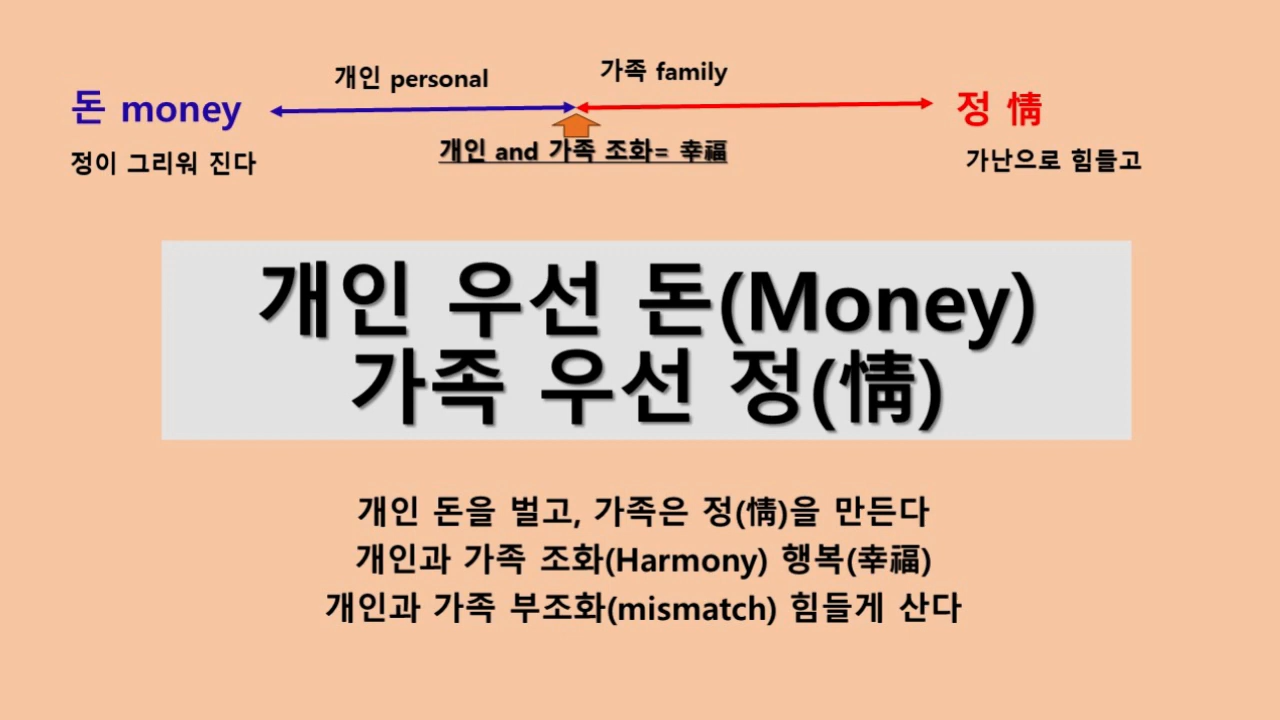 개인 personal
가족 family
돈 money
정 情
개인 and 가족 조화= 幸福
정이 그리워 진다
가난으로 힘들고
개인 우선 돈(Money)
가족 우선 정(情)
개인 돈을 벌고, 가족은 정(情)을 만든다
개인과 가족 조화(Harmony) 행복(幸福)
개인과 가족 부조화(mismatch) 힘들게 산다